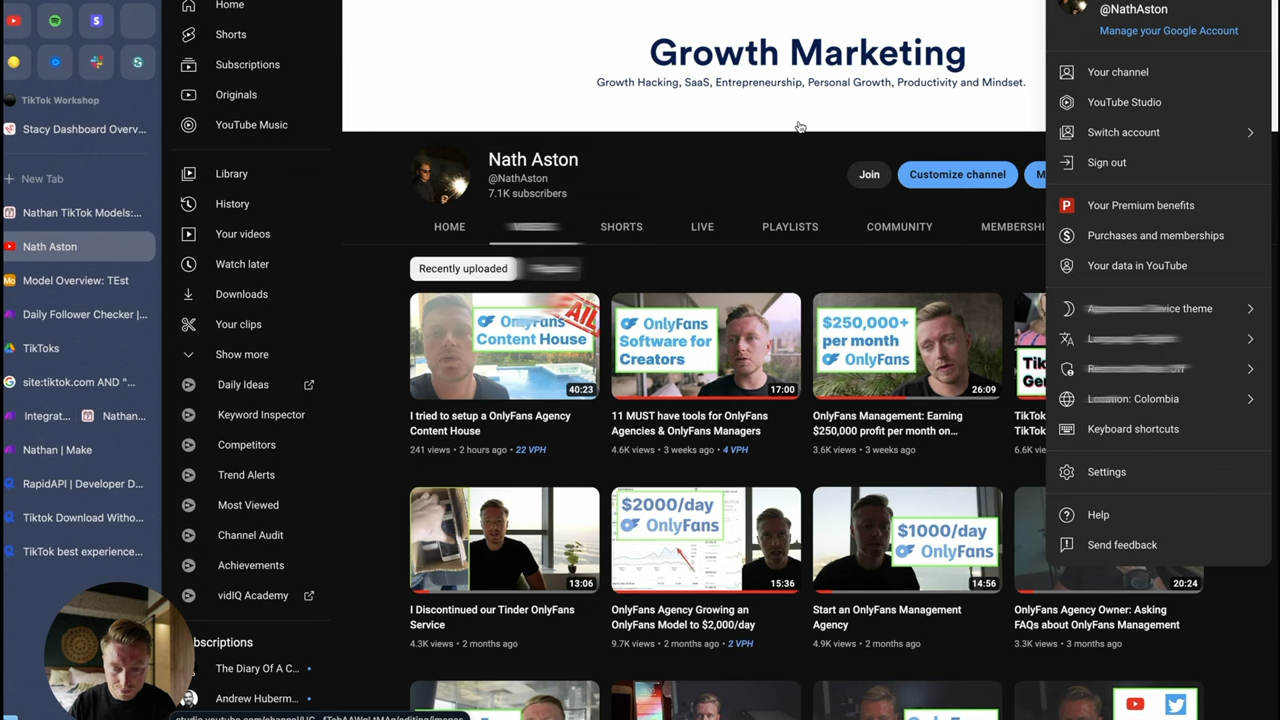 TikTok Workshop
Stacy Dashboard Overv...
New Tab
Nathan TikTok Models:...
Nath Aston
Model Overview: TEst
Daily Follower Checker |...
TikToks
site:tiktok.com AND "...
Integrat...
Nathan...
Nathan | Make
RapidAPI | Developer D...
Tiktok Download Witho...
TikTok best experience...
Home
Shorts
Subscriptions
Originals
YouTube Music
Library
History
Your videos
Watch later
Downloads
Your clips
Show more
Daily Ideas
Keyword Inspector
Competitors
Trend Alerts
Most Viewed
Channel Audit
Achievements
vidIQ Academy
bscriptions
The Diary Of A C...
Andrew Huberm...
Growth Marketing
Growth Hacking, SaaS, Entrepreneurship, Personal Growth, Productivity and Mindset.
Nath Aston
@NathAston
7.1K subscribers
Join
Customize channel
M
HOME
SHORTS
LIVE
PLAYLISTS
COMMUNITY
MEMBERSHI
Recently uploaded
OnlyFans
Content House
AIL
40:23
I tried to setup a OnlyFans Agency
Content House
241 views • 2 hours ago • 22 VPH
OnlyFans
Software for
Creators
17:00
11 MUST have tools for OnlyFans
Agencies & OnlyFans Managers
4.6K views • 3 weeks ago • 4 VPH
$250,000+
per month
OnlyFans
26:09
OnlyFans Management: Earning
$250,000 profit per month on...
3.6K views • 3 weeks ago
Tik
Ge
TikTo
TikTo
6.6K v
13:06
I Discontinued our Tinder OnlyFans
Service
4.3K views • 2 months ago
$2000/day
OnlyFans
15:36
OnlyFans Agency Growing an
OnlyFans Model to $2,000/day
9.7K views • 2 months ago • 2 VPH
$1000/day
OnlyFans
14:56
Start an OnlyFans Management
Agency
4.9K views • 2 months ago
20:24
OnlyFans Agency Owner: Asking
FAQs about OnlyFans Management
3.3K views • 3 months ago
@NathAston
Manage your Google Account
Your channel
YouTube Studio
Switch account
Sign out
Your Premium benefits
Purchases and memberships
Your data in YouTube
vice theme
Location: Colombia
Keyboard shortcuts
Settings
Help
Send feedback